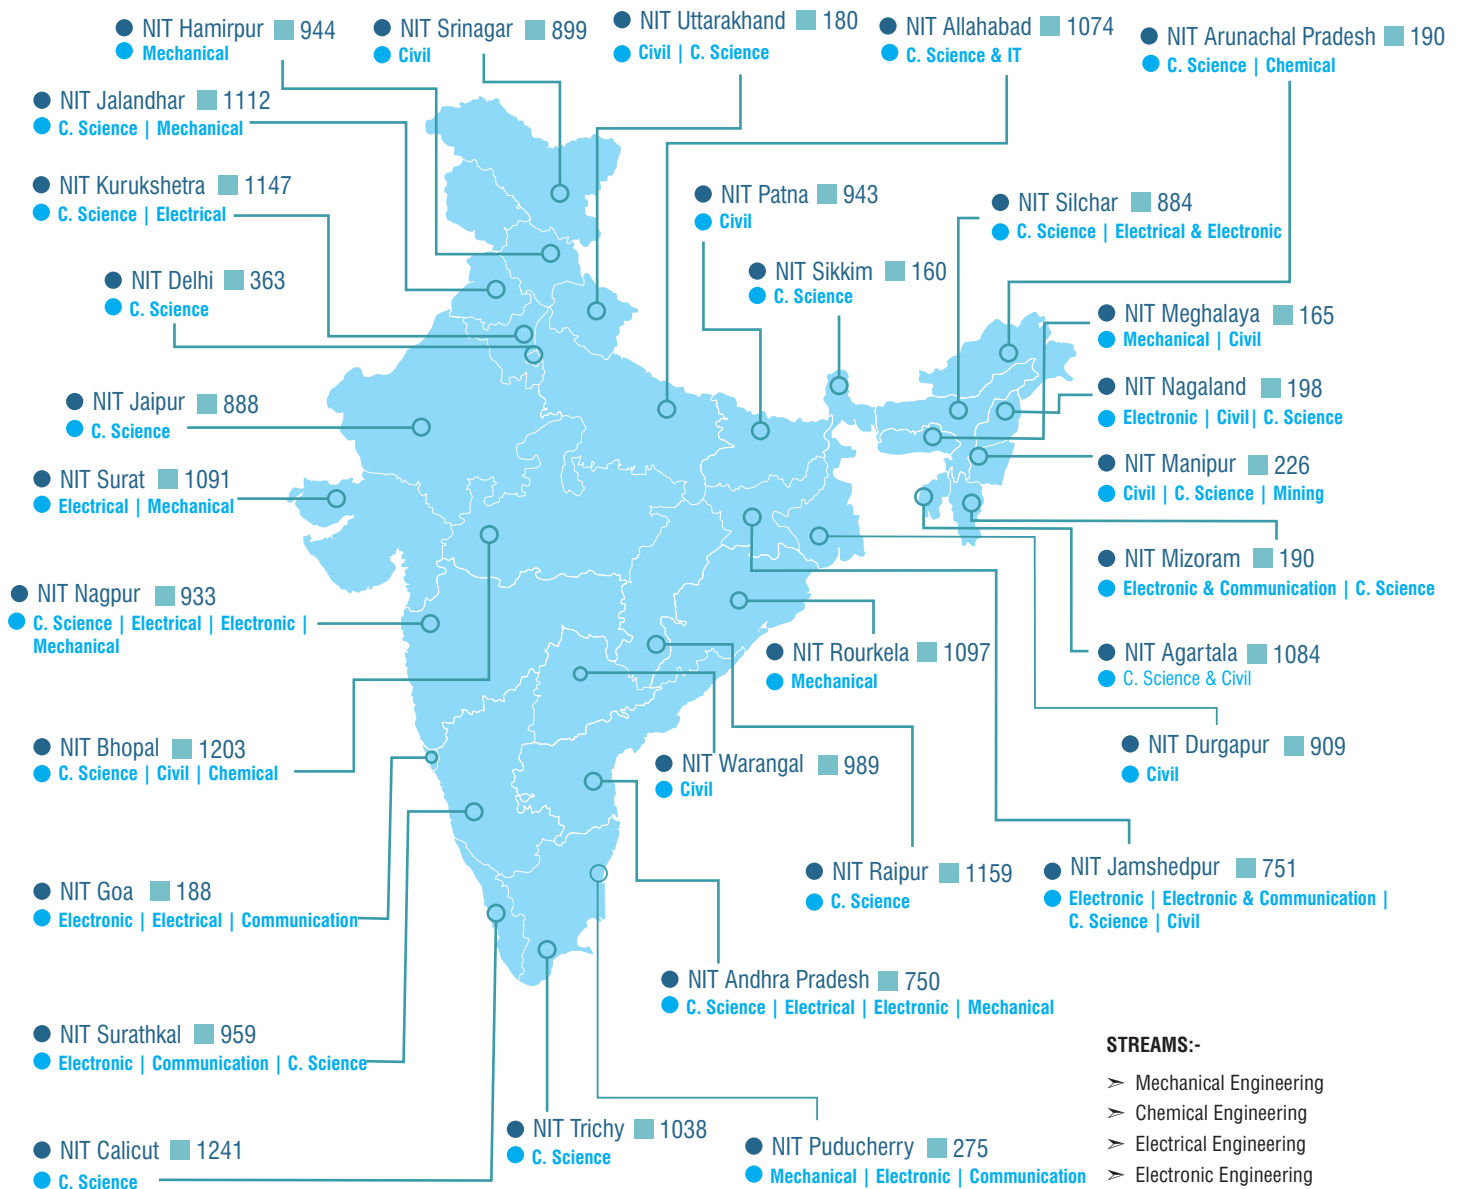 NIT Hamirpur 944
Mechanical
NIT Srinagar 899
Civil
NIT Uttarakhand 180
Civil | C. Science
NIT Allahabad 1074
C. Science & IT
NIT Arunachal Pradesh 190
C. Science | Chemical
NIT Jalandhar 1112
C. Science | Mechanical
NIT Kurukshetra 1147
C. Science | Electrical
NIT Patna 943
Civil
NIT Silchar 884
C. Science | Electrical & Electronic
NIT Delhi 363
C. Science
NIT Sikkim 160
C. Science
NIT Meghalaya 165
Mechanical | Civil
NIT Jaipur 888
C. Science
NIT Nagaland 198
Electronic | Civil| C. Science
NIT Surat 1091
Electrical | Mechanical
NIT Manipur 226
Civil | C. Science | Mining
NIT Mizoram 190
Electronic & Communication | C. Science
NIT Nagpur 933
C. Science | Electrical | Electronic |
Mechanical
NIT Rourkela 1097
Mechanical
NIT Agartala 1084
C. Science & Civil
NIT Bhopal 1203
C. Science | Civil | Chemical
NIT Warangal 989
Civil
NIT Durgapur 909
Civil
NIT Goa 188
Electronic | Electrical | Communication
NIT Raipur 1159
C. Science
NIT Jamshedpur 751
Electronic | Electronic & Communication |
C. Science | Civil
NIT Andhra Pradesh 750
C. Science | Electrical | Electronic | Mechanical
NIT Surathkal 959
Electronic | Communication | C. Science
NIT Calicut 1241
C. Science
NIT Trichy 1038
C. Science
NIT Puducherry 275
Mechanical | Electronic | Communication
STREAMS:-
➣ Mechanical Engineering
➣ Chemical Engineering
➣ Electrical Engineering
➣ Electronic Engineering